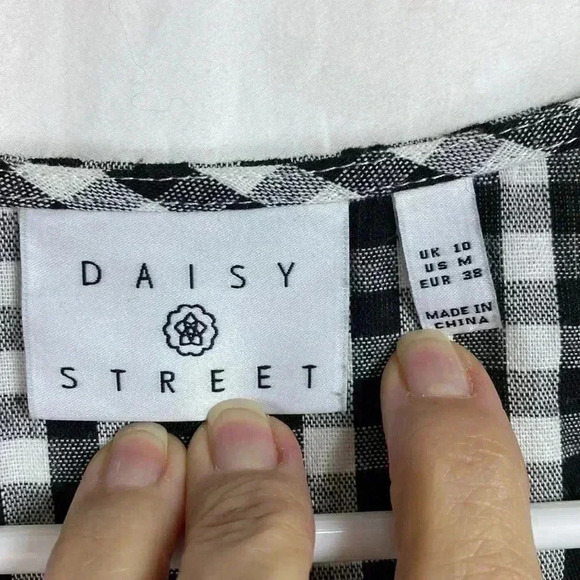 DAISY
STREET
UK 10
US M
EUR 38
MADE IN
CHINA